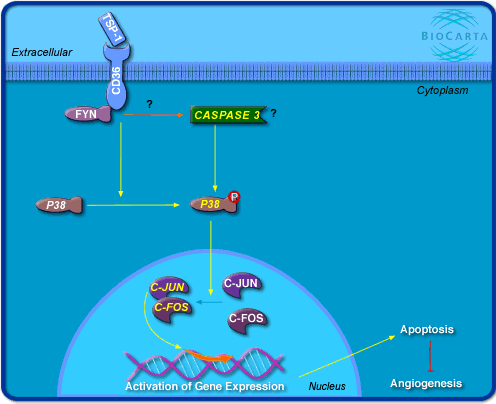 TSP-1
BIOCARTA
Extracellular
CD36
Cytoplasm
FYN
?
CASPASE 3
?
P38
P38
P
C-JUN
C-JUN
C-FOS
C-FOS
Apoptosis
Activation of Gene Expression
Nucleus
Angiogenesis